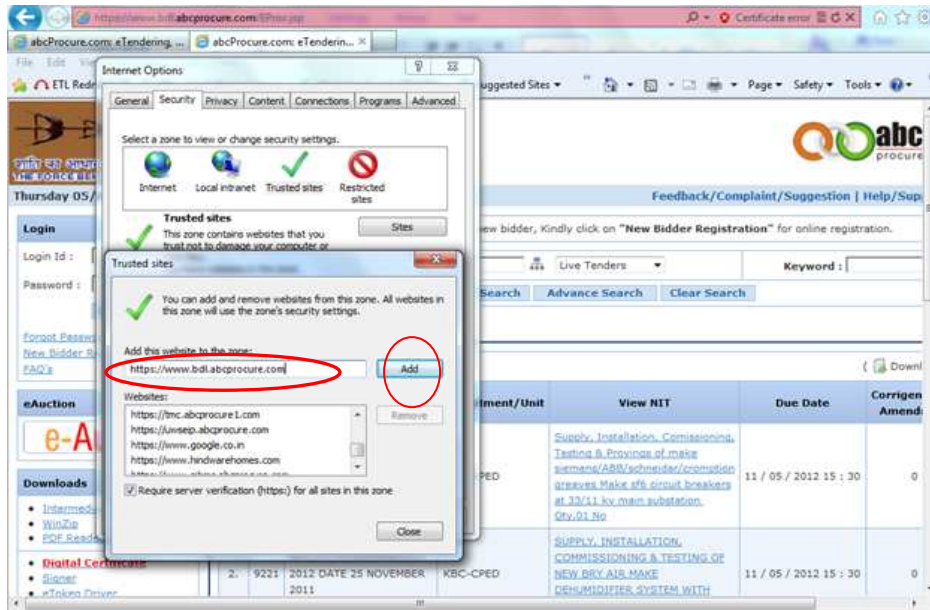 https://www.bdl.abcprocure.com/EProc.jsp
Certificate error
abcProcure.com: eTendering, ...
abcProcure.com: eTenderin...
File Edit
ETL Rede
uggested Sites
Page Safety Tools
Internet Options
General Security Privacy Content Connections Programs Advanced
Select a zone to view or change security settings.
Internet Local intranet Trusted sites Restricted sites
Trusted sites
This zone contains websites that you
trust not to damage your computer or
Sites
abc
procure
THE FORCE BE
Thursday 05/
Feedback/Complaint/Suggestion | Help/Sup
ew bidder, Kindly click on "New Bidder Registration" for online registration.
Login
Login Id :
Password :
Forgot Passw
New Bidder R
FAQ's
Live Tenders
Keyword :
Search Advance Search Clear Search
Trusted sites
You can add and remove websites from this zone. All websites in
this zone will use the zone's security settings.
Add this website to the zone:
https://www.bdl.abcprocure.com
Add
Websites:
https://tmc.abcprocure1.com
https://uwseip.abcprocure.com
https://www.google.co.in
https://www.hindwarehomes.com
Remove
Require server verification (https:) for all sites in this zone
Close
( Downl
eAuction
e-A
Downloads
Intermedi
WinZip
PDF Reade
Digital Certificate
Signer
eToken Driver
tment/Unit View NIT Due Date Corrigen
Amend
PED
Supply, Installation, Comissioning,
Testing & Provings of make
siemens/ABB/schneider/crompton
greaves Make sf6 circuit breakers
at 33/11 kv main substation.
Qty.01 No
11 / 05 / 2012 15 : 30
0
2. 9221 2012 DATE 25 NOVEMBER
2011
KBC-CPED
SUPPLY, INSTALLATION,
COMMISSIONING & TESTING OF
NEW BRY AIR MAKE
DEHUMIDIFIER SYSTEM WITH
11 / 05 / 2012 15 : 30
0